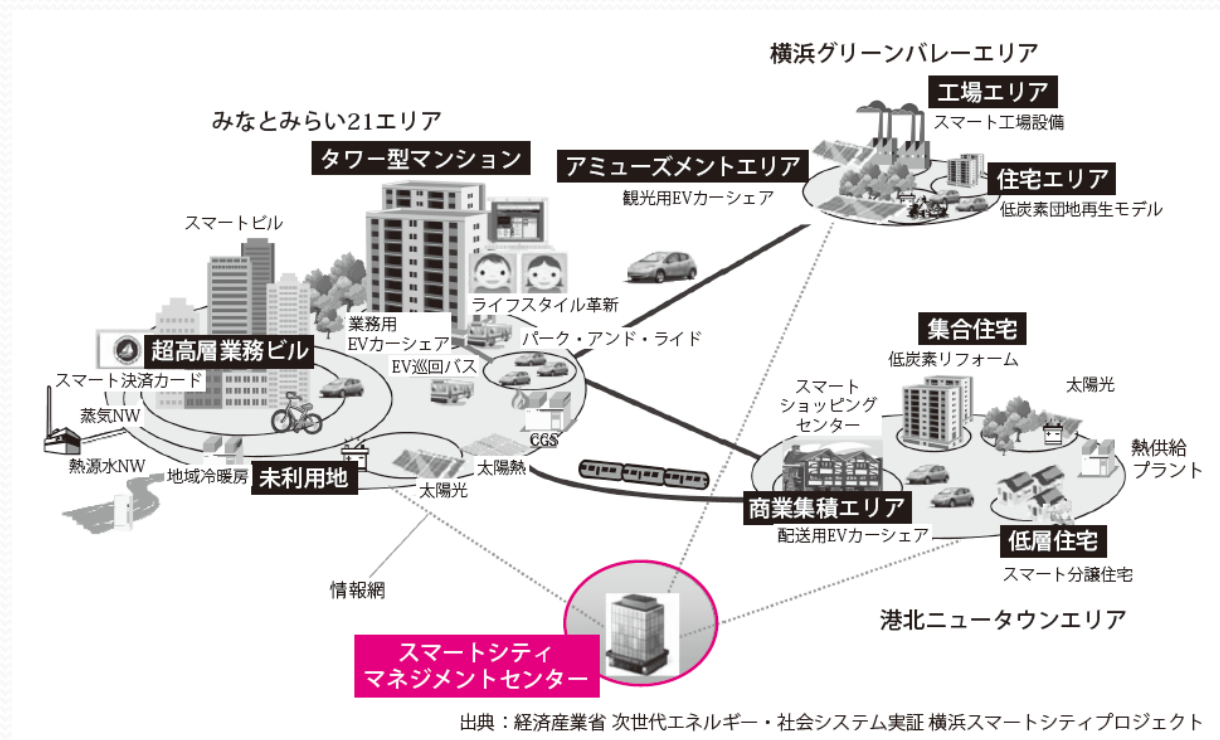 横浜グリーンバレーエリア
工場エリア
スマート工場設備
みなとみらい21エリア
タワー型マンション
アミューズメントエリア
観光用EVカーシェア
住宅エリア
低炭素団地再生モデル
スマートビル
ライフスタイル革新
業務用
EVカーシェア
パーク・アンド・ライド
EV巡回バス
超高層業務ビル
スマート決済カード
蒸気NW
熱源水NW
地域冷暖房
未利用地
太陽光
太陽熱
CGS
集合住宅
低炭素リフォーム
スマート
ショッピング
センター
太陽光
熱供給
プラント
商業集積エリア
配送用EVカーシェア
低層住宅
スマート分譲住宅
港北ニュータウンエリア
情報網
スマートシティ
マネジメントセンター
出典：経済産業省 次世代エネルギー・社会システム実証 横浜スマートシティプロジェクト